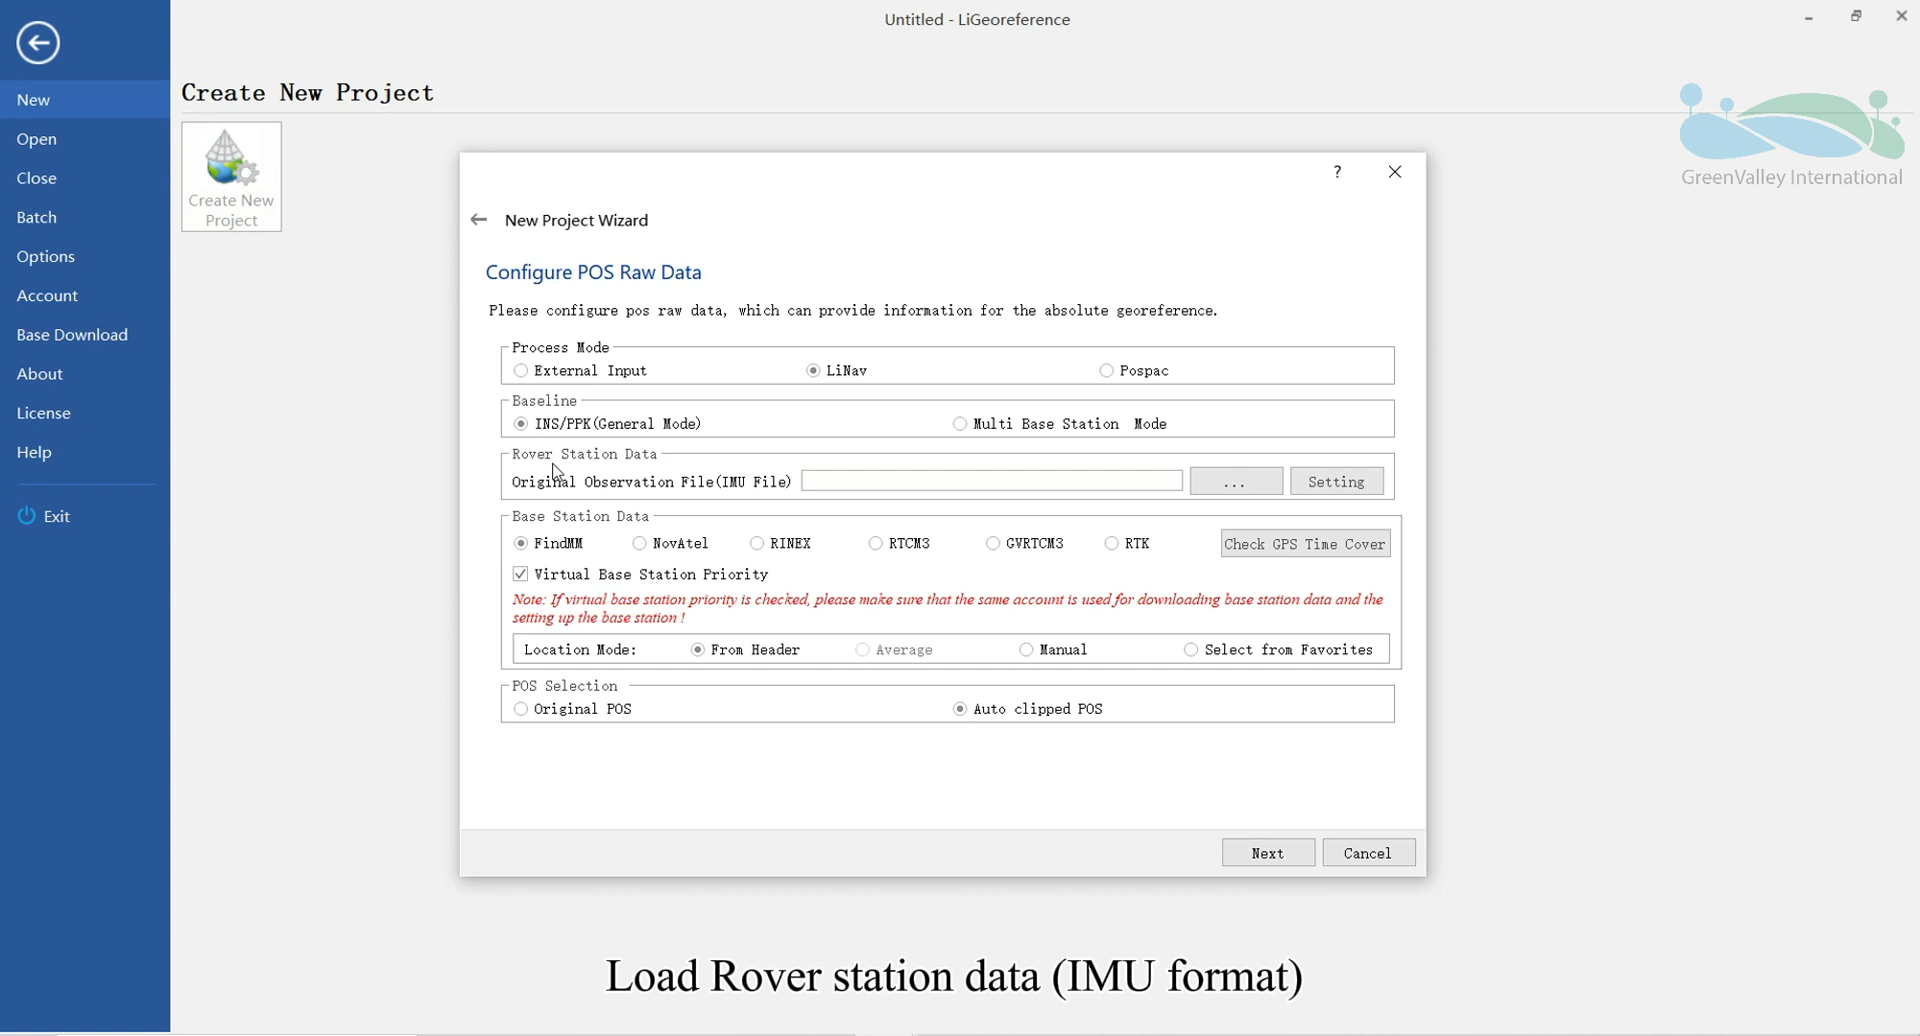 Untitled - LiGeoreference
New
Open
Close
Batch
Options
Account
Base Download
About
License
Help
Exit
Create New Project
Create New
Project
GreenValley International
?
New Project Wizard
Configure POS Raw Data
Please configure pos raw data, which can provide information for the absolute georeference.
Process Mode
External Input LiNav Pospac
Baseline
INS/PPK(General Mode) Multi Base Station Mode
Rover Station Data
Original Observation File(IMU File) ... Setting
Base Station Data
FindMM NovAtel RINEX RTCM3 GVRTCM3 RTK Check GPS Time Cover
Virtual Base Station Priority
Note: If virtual base station priority is checked, please make sure that the same account is used for downloading base station data and the
setting up the base station !
Location Mode: From Header Average Manual Select from Favorites
POS Selection
Original POS Auto clipped POS
Next Cancel
Load Rover station data (IMU format)